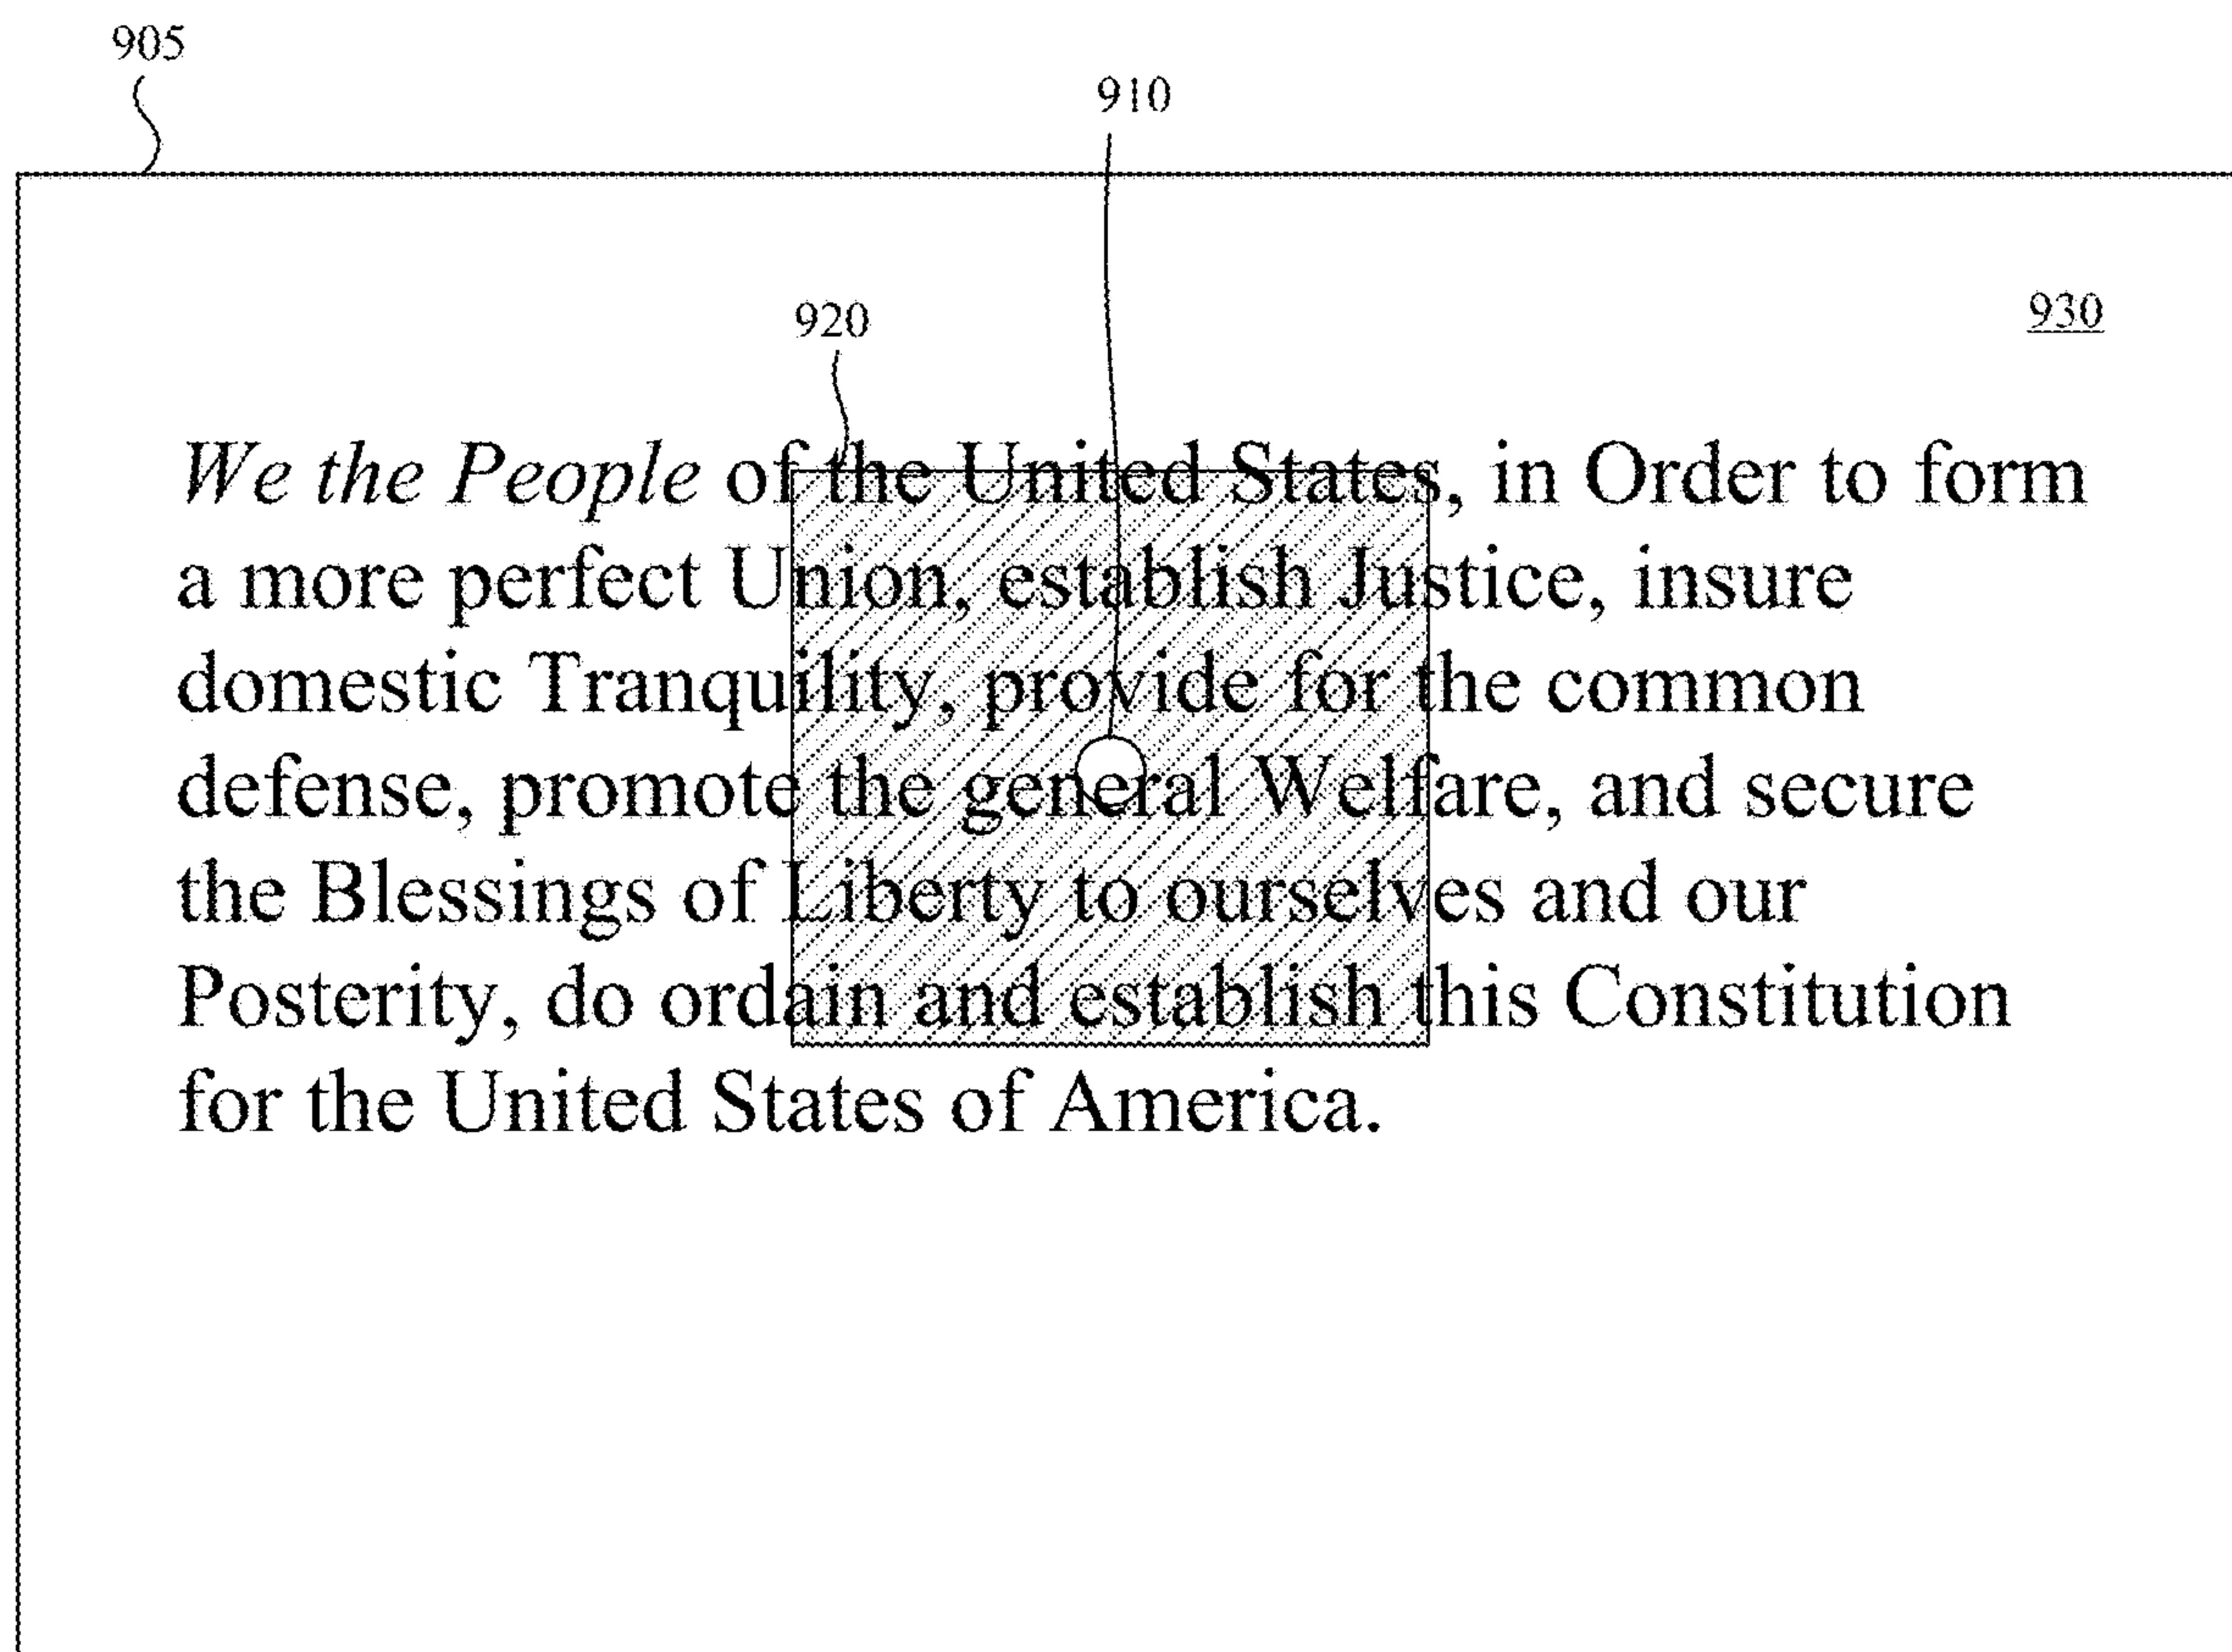 905
910
920
930
We the People of the United States, in Order to form
a more perfect Union, establish Justice, insure
domestic Tranquility, provide for the common
defense, promote the general Welfare, and secure
the Blessings of Liberty to ourselves and our
Posterity, do ordain and establish this Constitution
for the United States of America.